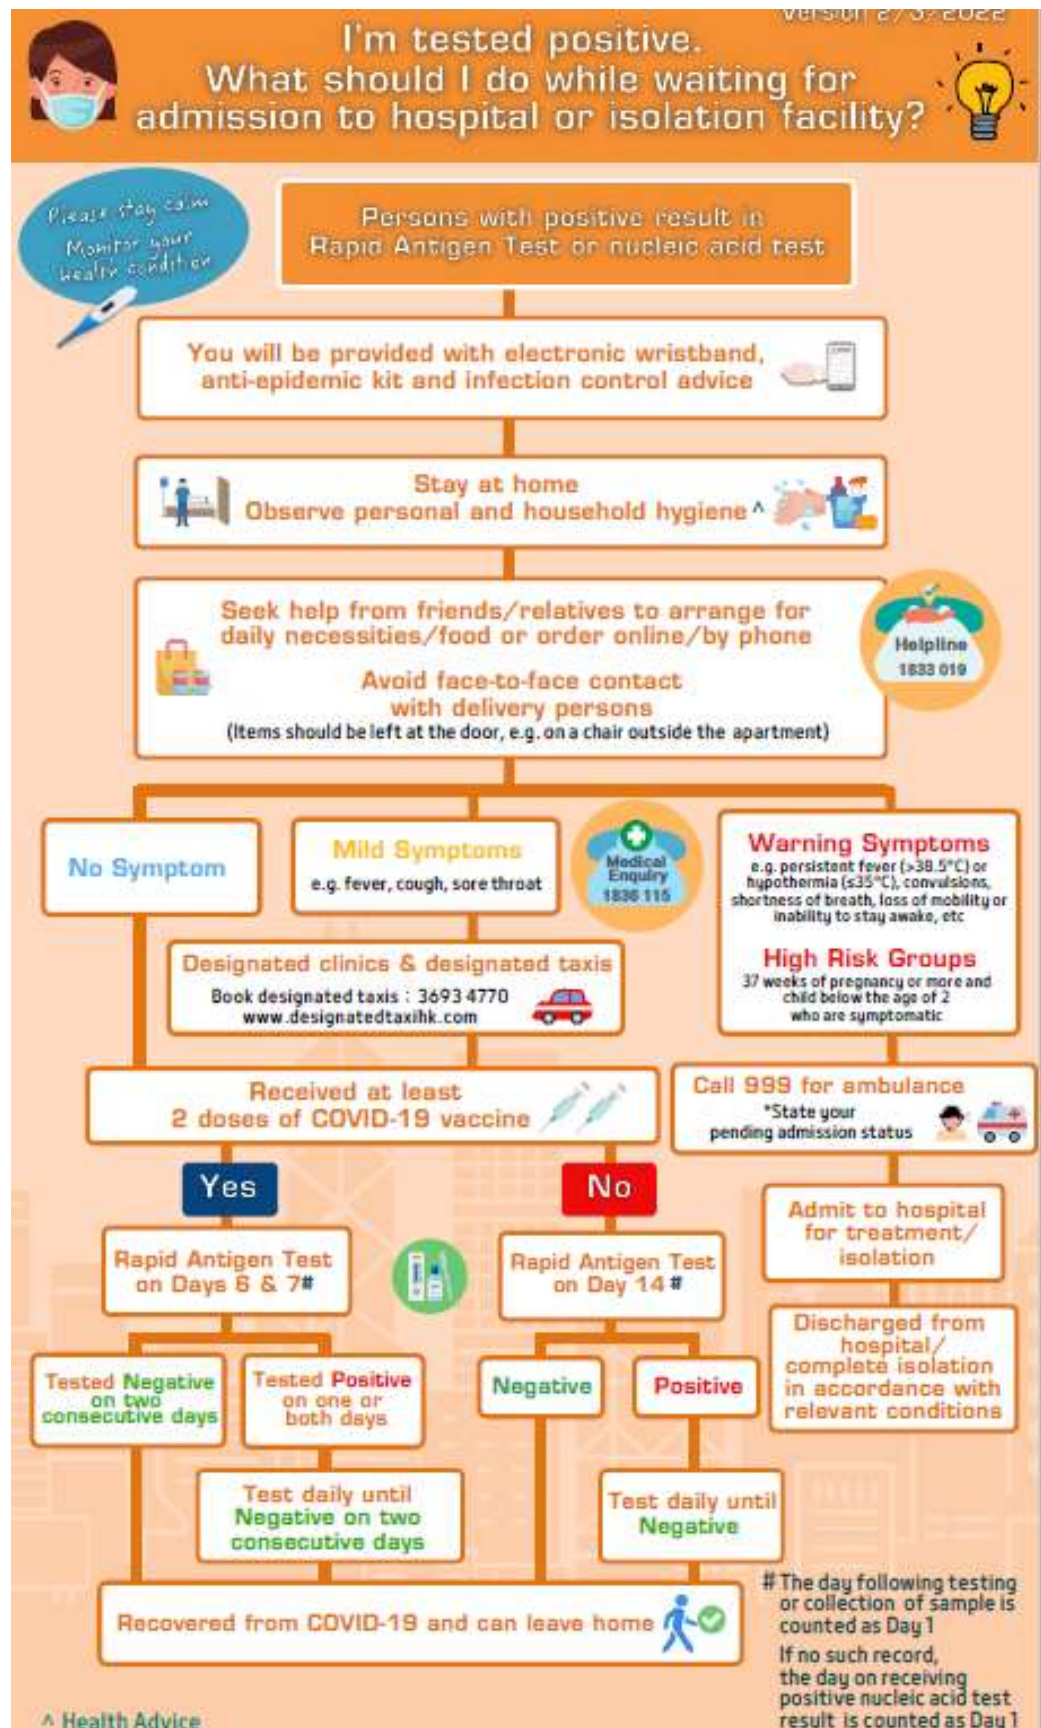 Version 2/3/2022
I'm tested positive.
What should I do while waiting for
admission to hospital or isolation facility?
Please stay calm
Monitor your
Health condition
Persons with positive result in
Rapid Antigen Test or nucleic acid test
You will be provided with electronic wristband,
anti-epidemic kit and infection control advice
Stay at home
Observe personal and household hygiene ^
Seek help from friends/relatives to arrange for
daily necessities/food or order online/by phone
Avoid face-to-face contact
with delivery persons
(Items should be left at the door, e.g. on a chair outside the apartment)
Helpline
1833 019
No Symptom
Mild Symptoms
e.g. fever, cough, sore throat
Medical
Enquiry
1836 115
Warning Symptoms
e.g. persistent fever (>38.5°C) or
hypothermia (≤35°C), convulsions,
shortness of breath, loss of mobility or
inability to stay awake, etc
High Risk Groups
37 weeks of pregnancy or more and
child below the age of 2
who are symptomatic
Designated clinics & designated taxis
Book designated taxis : 3693 4770
www.designatedtaxihk.com
Received at least
2 doses of COVID-19 vaccine
Call 999 for ambulance
*State your
pending admission status
Yes
No
Admit to hospital
for treatment/
isolation
Rapid Antigen Test
on Days 6 & 7#
Rapid Antigen Test
on Day 14 #
Discharged from
hospital/
complete isolation
in accordance with
relevant conditions
Tested Negative
on two
consecutive days
Tested Positive
on one or
both days
Negative
Positive
Test daily until
Negative on two
consecutive days
Test daily until
Negative
Recovered from COVID-19 and can leave home
# The day following testing
or collection of sample is
counted as Day 1
If no such record,
the day on receiving
positive nucleic acid test
result is counted as Day 1
^ Health Advice